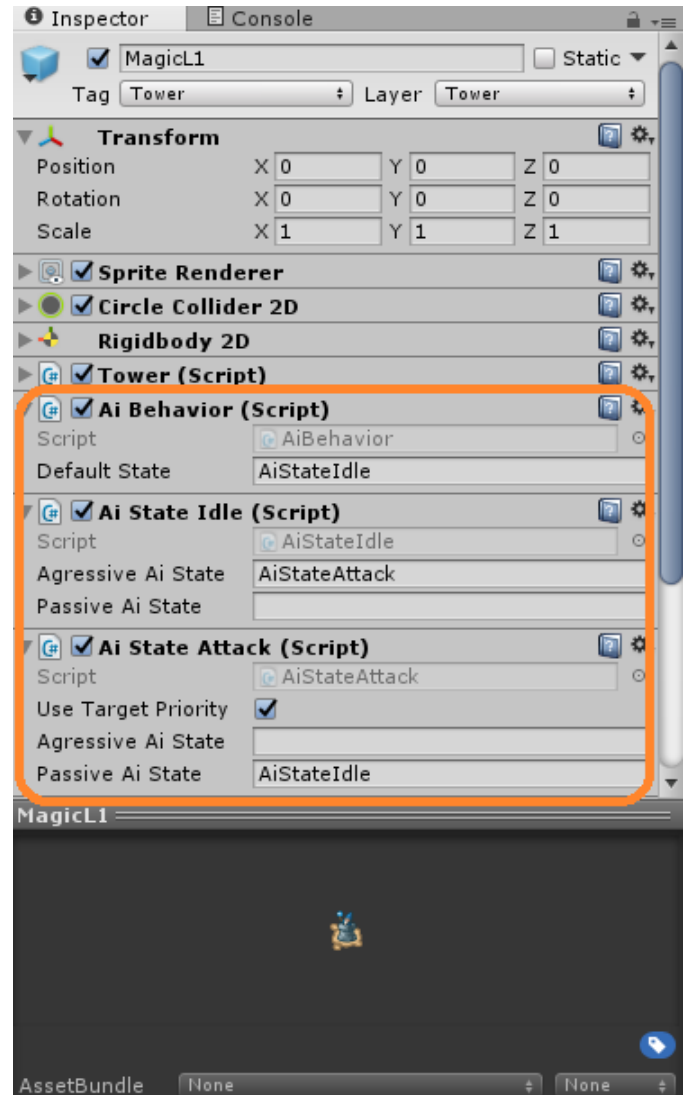 Inspector Console
MagicL1 Static
Tag Tower Layer Tower
Transform
Position X 0 Y 0 Z 0
Rotation X 0 Y 0 Z 0
Scale X 1 Y 1 Z 1
Sprite Renderer
Circle Collider 2D
Rigidbody 2D
Tower (Script)
Ai Behavior (Script)
Script AiBehavior
Default State AiStateIdle
Ai State Idle (Script)
Script AiStateIdle
Agressive Ai State AiStateAttack
Passive Ai State
Ai State Attack (Script)
Script AiStateAttack
Use Target Priority
Agressive Ai State
Passive Ai State AiStateIdle
MagicL1
AssetBundle None None